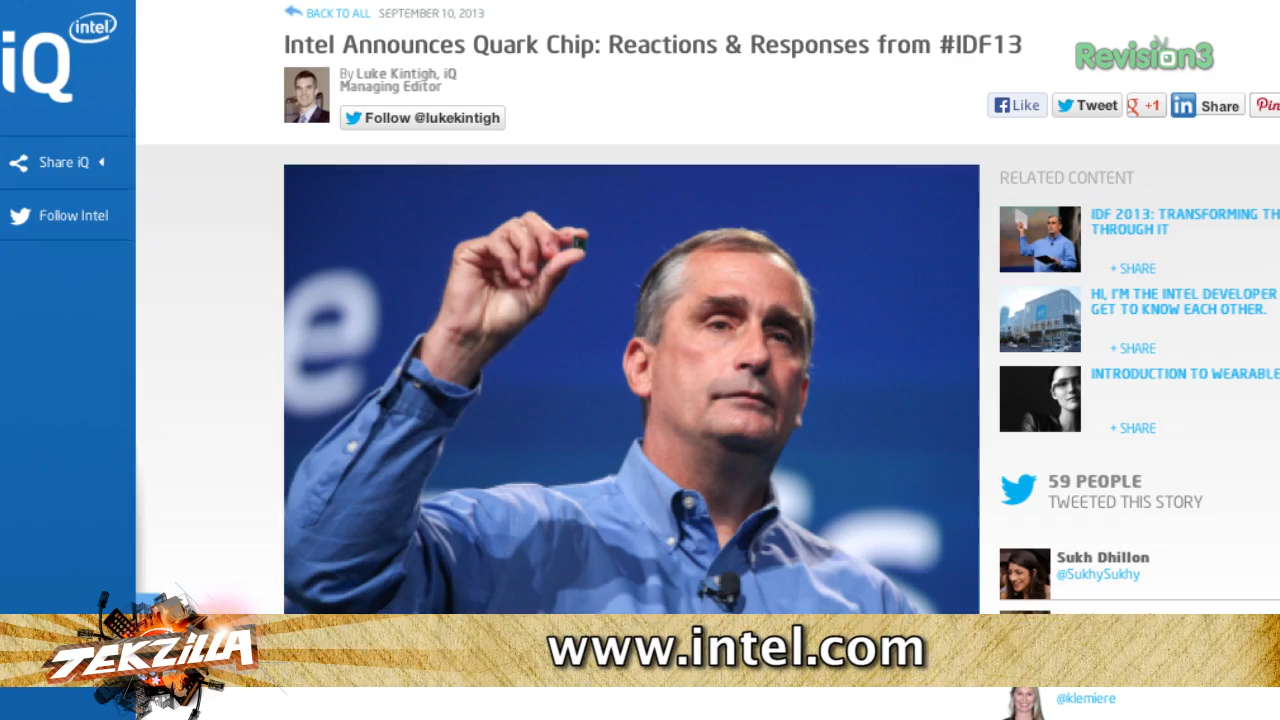 intel
iQ
Share iQ
Follow Intel
BACK TO ALL SEPTEMBER 10, 2013
Intel Announces Quark Chip: Reactions & Responses from #IDF13
By Luke Kintigh, iQ
Managing Editor
Follow @lukekintigh
Revision3
Like
Tweet
g +1
in Share
Pin
e
is
RELATED CONTENT
IDF 2013: TRANSFORMING TH
THROUGH IT
+ SHARE
HI, I'M THE INTEL DEVELOPER
GET TO KNOW EACH OTHER.
+ SHARE
INTRODUCTION TO WEARABLE
+ SHARE
59 PEOPLE
TWEETED THIS STORY
Sukh Dhillon
@SukhySukhy
TEKZILLA
www.intel.com
@klemiere